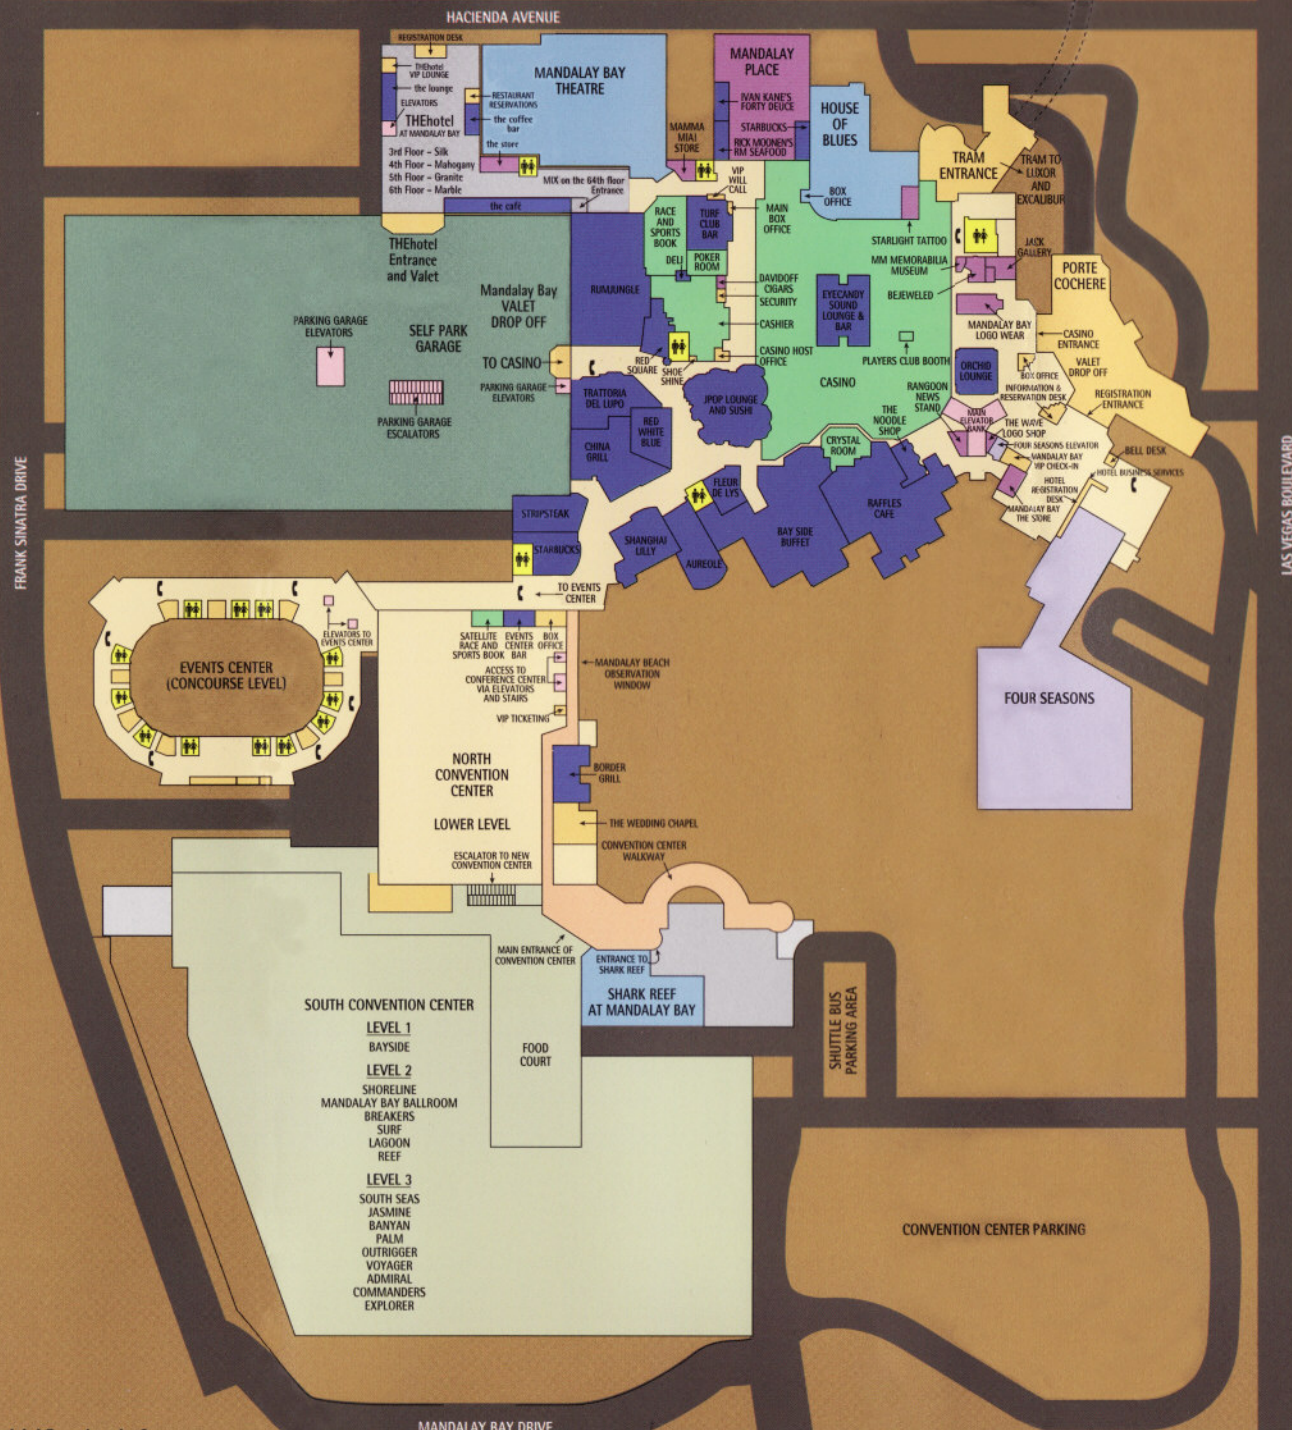 HACIENDA AVENUE
REGISTRATION DESK
THEhotel
VIP LOUNGE
the lounge
ELEVATORS
THEhotel
AT MANDALAY BAY
3rd Floor – Silk
4th Floor – Mahogany
5th Floor – Granite
6th Floor – Marble
RESTAURANT
RESERVATIONS
the coffee
bar
the store
MANDALAY BAY
THEATRE
MIX on the 64th floor
Entrance
the café
MAMMA
MIA!
STORE
MANDALAY
PLACE
IVAN KANE'S
FORTY DEUCE
STARBUCKS
RICK MOONEN'S
RM SEAFOOD
HOUSE
OF
BLUES
BOX
OFFICE
VIP
WILL
CALL
MAIN
BOX
OFFICE
TRAM
ENTRANCE
TRAM TO
LUXOR
AND
EXCALIBUR
STARLIGHT TATTOO
JACK
GALLERY
MM MEMORABILIA
MUSEUM
BEJEWELED
PORTE
COCHERE
MANDALAY BAY
LOGO WEAR
CASINO
ENTRANCE
VALET
DROP OFF
BOX OFFICE
INFORMATION &
RESERVATION DESK
REGISTRATION
ENTRANCE
RACE
AND
SPORTS
BOOK
TURF
CLUB
BAR
DELI
POKER
ROOM
DAVIDOFF
CIGARS
SECURITY
CASHIER
CASINO HOST
OFFICE
EYECANDY
SOUND
LOUNGE &
BAR
PLAYERS CLUB BOOTH
CASINO
ORCHID
LOUNGE
RANGOON
NEWS
STAND
MAIN
ELEVATOR
BANK
THE WAVE
LOGO SHOP
FOUR SEASONS ELEVATOR
MANDALAY BAY
VIP CHECK-IN
BELL DESK
HOTEL BUSINESS SERVICES
HOTEL
REGISTRATION
DESK
MANDALAY BAY
THE STORE
THEhotel
Entrance
and Valet
Mandalay Bay
VALET
DROP OFF
PARKING GARAGE
ELEVATORS
SELF PARK
GARAGE
TO CASINO
PARKING GARAGE
ELEVATORS
PARKING GARAGE
ESCALATORS
RUMJUNGLE
RED
SQUARE
SHOE
SHINE
TRATTORIA
DEL LUPO
RED
WHITE
BLUE
CHINA
GRILL
JPOP LOUNGE
AND SUSHI
THE
NOODLE
SHOP
CRYSTAL
ROOM
FLEUR
DE LYS
RAFFLES
CAFE
BAY SIDE
BUFFET
AUREOLE
SHANGHAI
LILLY
STRIPSTEAK
STARBUCKS
TO EVENTS
CENTER
FRANK SINATRA DRIVE
LAS VEGAS BOULEVARD
ELEVATORS TO
EVENTS CENTER
EVENTS CENTER
(CONCOURSE LEVEL)
SATELLITE
RACE AND
SPORTS BOOK
EVENTS
CENTER
BAR
BOX
OFFICE
ACCESS TO
CONFERENCE CENTER
VIA ELEVATORS
AND STAIRS
VIP TICKETING
MANDALAY BEACH
OBSERVATION
WINDOW
FOUR SEASONS
NORTH
CONVENTION
CENTER
LOWER LEVEL
BORDER
GRILL
THE WEDDING CHAPEL
CONVENTION CENTER
WALKWAY
ESCALATOR TO NEW
CONVENTION CENTER
MAIN ENTRANCE OF
CONVENTION CENTER
ENTRANCE TO
SHARK REEF
SHARK REEF
AT MANDALAY BAY
SHUTTLE BUS
PARKING AREA
SOUTH CONVENTION CENTER
LEVEL 1
BAYSIDE
LEVEL 2
SHORELINE
MANDALAY BAY BALLROOM
BREAKERS
SURF
LAGOON
REEF
LEVEL 3
SOUTH SEAS
JASMINE
BANYAN
PALM
OUTRIGGER
VOYAGER
ADMIRAL
COMMANDERS
EXPLORER
FOOD
COURT
CONVENTION CENTER PARKING
MANDALAY BAY DRIVE